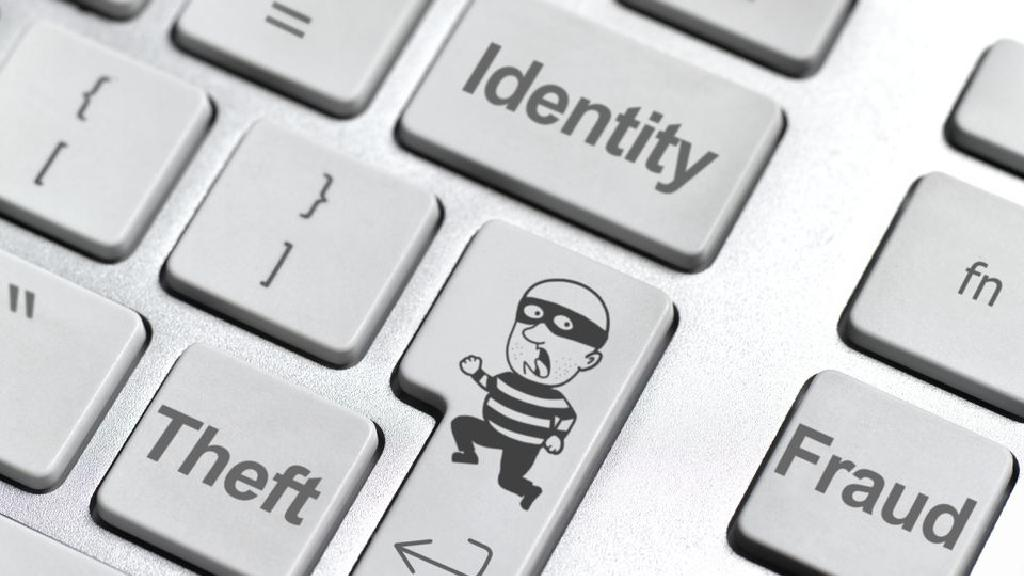 =
Identity
{
[
}
]
fn
"
Theft
Fraud